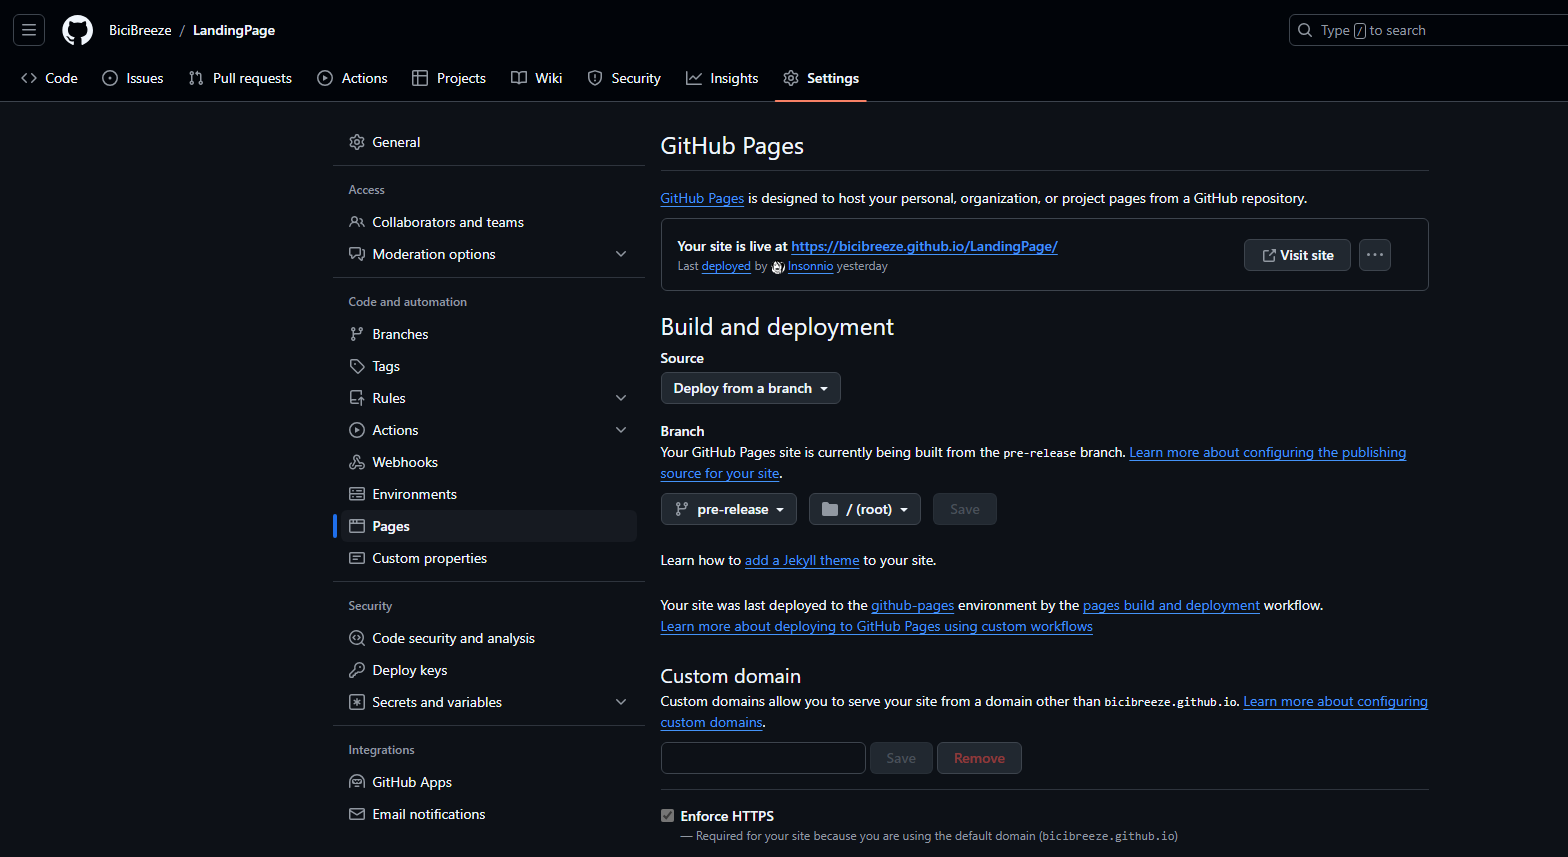 BiciBreeze / LandingPage
Type / to search
Code Issues Pull requests Actions Projects Wiki Security Insights Settings
General
Access
Collaborators and teams
Moderation options
Code and automation
Branches
Tags
Rules
Actions
Webhooks
Environments
Pages
Custom properties
Security
Code security and analysis
Deploy keys
Secrets and variables
Integrations
GitHub Apps
Email notifications
GitHub Pages
GitHub Pages is designed to host your personal, organization, or project pages from a GitHub repository.
Your site is live at https://bicibreeze.github.io/LandingPage/
Last deployed by Insonnio yesterday
Visit site
Build and deployment
Source
Deploy from a branch
Branch
Your GitHub Pages site is currently being built from the pre-release branch. Learn more about configuring the publishing
source for your site.
pre-release / (root) Save
Learn how to add a Jekyll theme to your site.
Your site was last deployed to the github-pages environment by the pages build and deployment workflow.
Learn more about deploying to GitHub Pages using custom workflows
Custom domain
Custom domains allow you to serve your site from a domain other than bicibreeze.github.io. Learn more about configuring
custom domains.
Save Remove
Enforce HTTPS
— Required for your site because you are using the default domain (bicibreeze.github.io)